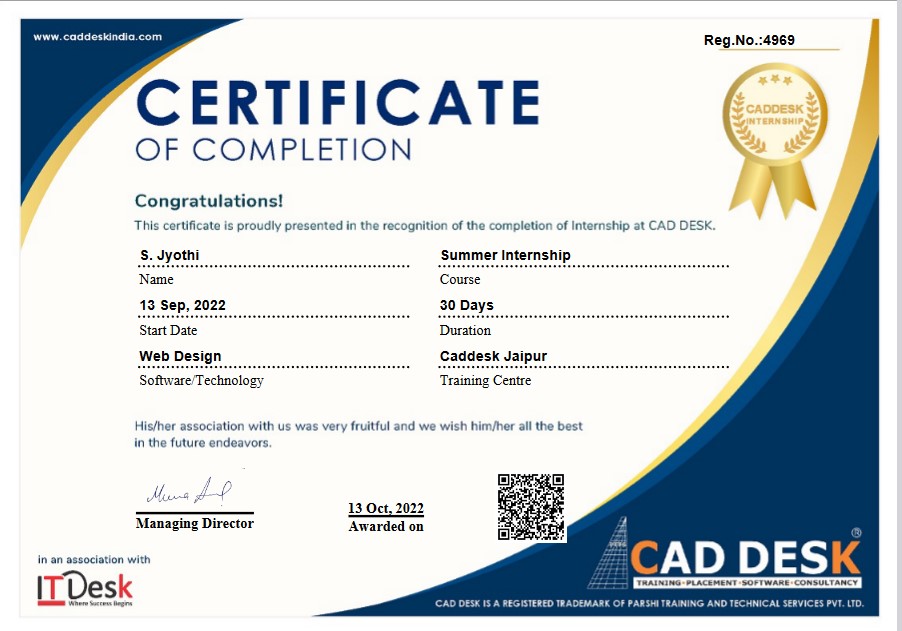 www.caddeskindia.com
Reg.No.:4969
CERTIFICATE
OF COMPLETION
CADDESK
INTERNSHIP
Congratulations!
This certificate is proudly presented in the recognition of the completion of Internship at CAD DESK.
S. Jyothi
Name
Summer Internship
Course
13 Sep, 2022
Start Date
30 Days
Duration
Web Design
Software/Technology
Caddesk Jaipur
Training Centre
His/her association with us was very fruitful and we wish him/her all the best
in the future endeavors.
Managing Director
13 Oct, 2022
Awarded on
in an association with
ITDesk
Where Success Begins
CAD DESK®
TRAINING•PLACEMENT•SOFTWARE•CONSULTANCY
CAD DESK IS A REGISTERED TRADEMARK OF PARSHI TRAINING AND TECHNICAL SERVICES PVT. LTD.